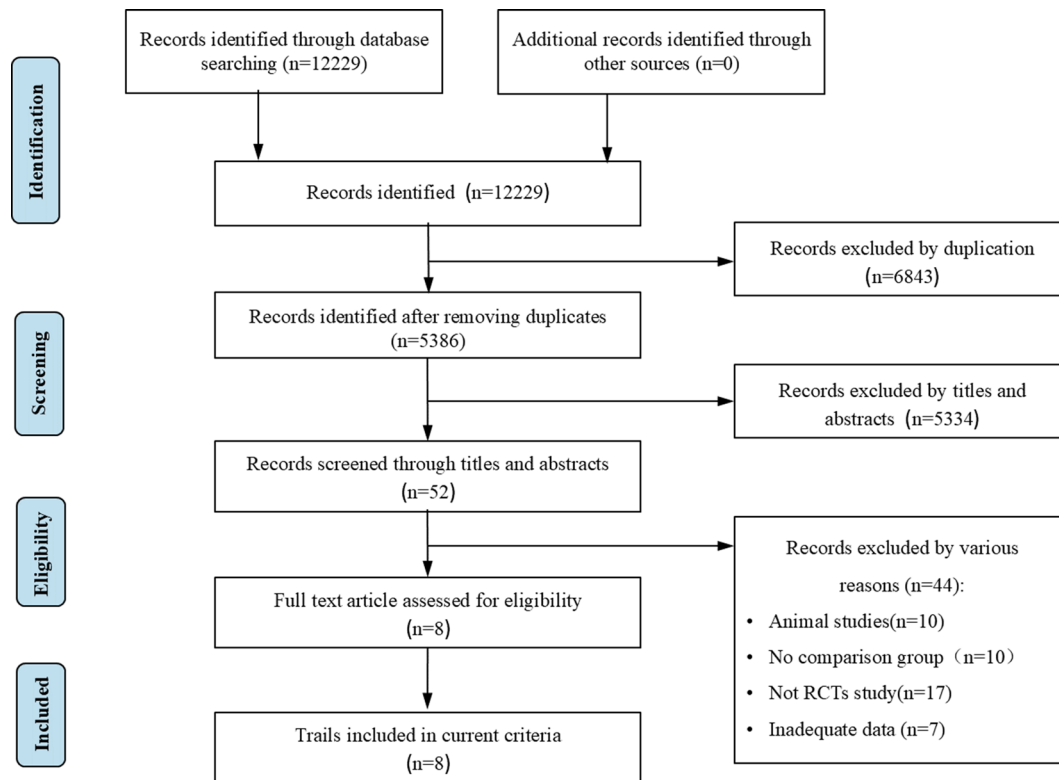 Records identified through database
searching (n=12229)
Additional records identified through
other sources (n=0)
Identification
Records identified (n=12229)
Records excluded by duplication
(n=6843)
Records identified after removing duplicates
(n=5386)
Screening
Records excluded by titles and
abstracts (n=5334)
Records screened through titles and abstracts
(n=52)
Eligibility
Records excluded by various
reasons (n=44):
• Animal studies(n=10)
• No comparison group（n=10）
• Not RCTs study(n=17)
• Inadequate data (n=7)
Full text article assessed for eligibility
(n=8)
Included
Trails included in current criteria
(n=8)